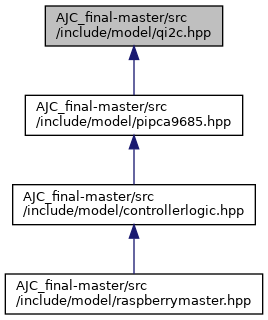 AJC_final-master/src
/include/model/qi2c.hpp
AJC_final-master/src
/include/model/pipca9685.hpp
AJC_final-master/src
/include/model/controllerlogic.hpp
AJC_final-master/src
/include/model/raspberrymaster.hpp